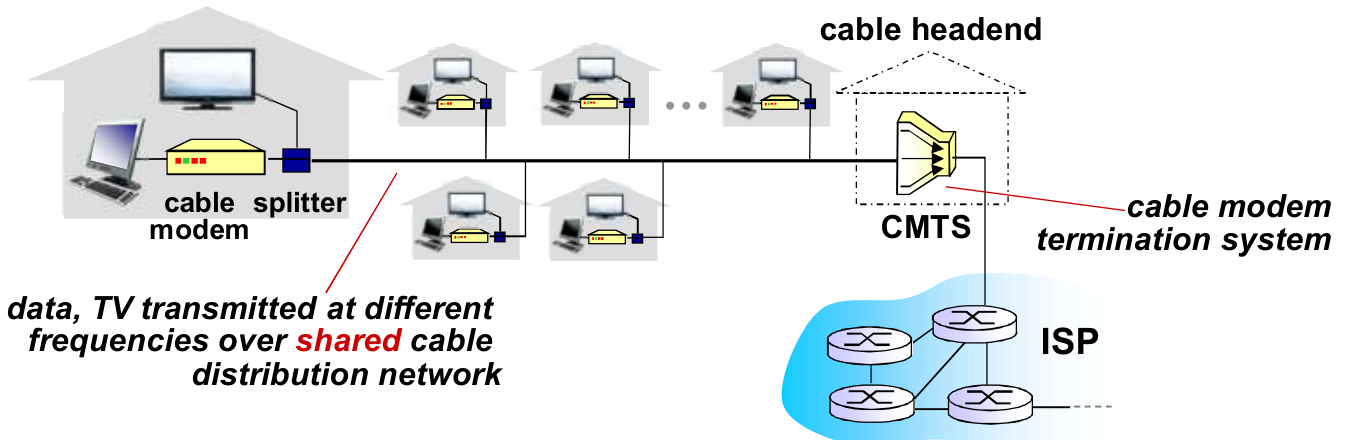 cable headend
cable splitter
modem
CMTS
cable modem
termination system
data, TV transmitted at different
frequencies over shared cable
distribution network
ISP